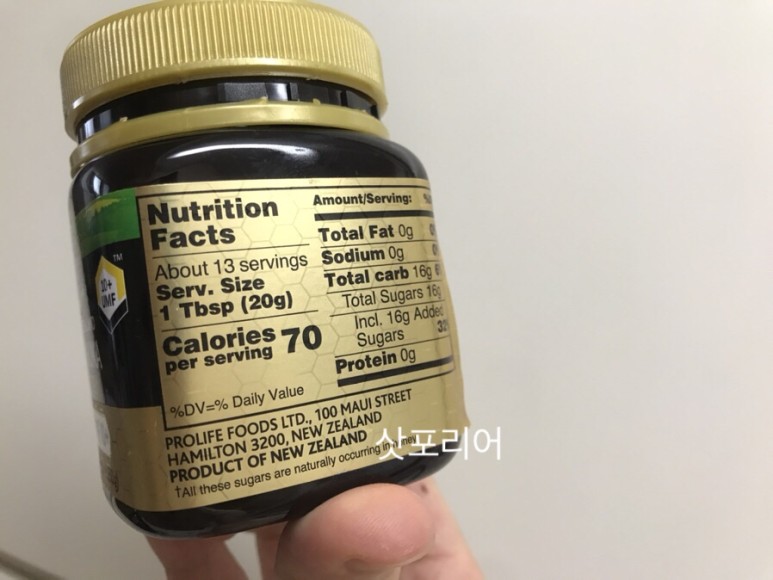 Nutrition
Facts
About 13 servings
Serv. Size
1 Tbsp (20g)
Calories
per serving 70
%DV=% Daily Value
Amount/Serving:
Total Fat 0g
Sodium 0g
Total carb 16g
Total Sugars 16g
Incl. 16g Added
Sugars
Protein 0g
PROLIFE FOODS LTD., 100 MAUI STREET
HAMILTON 3200, NEW ZEALAND
PRODUCT OF NEW ZEALAND
†All these sugars are naturally occurring in honey
삿포리어
TM
UMF